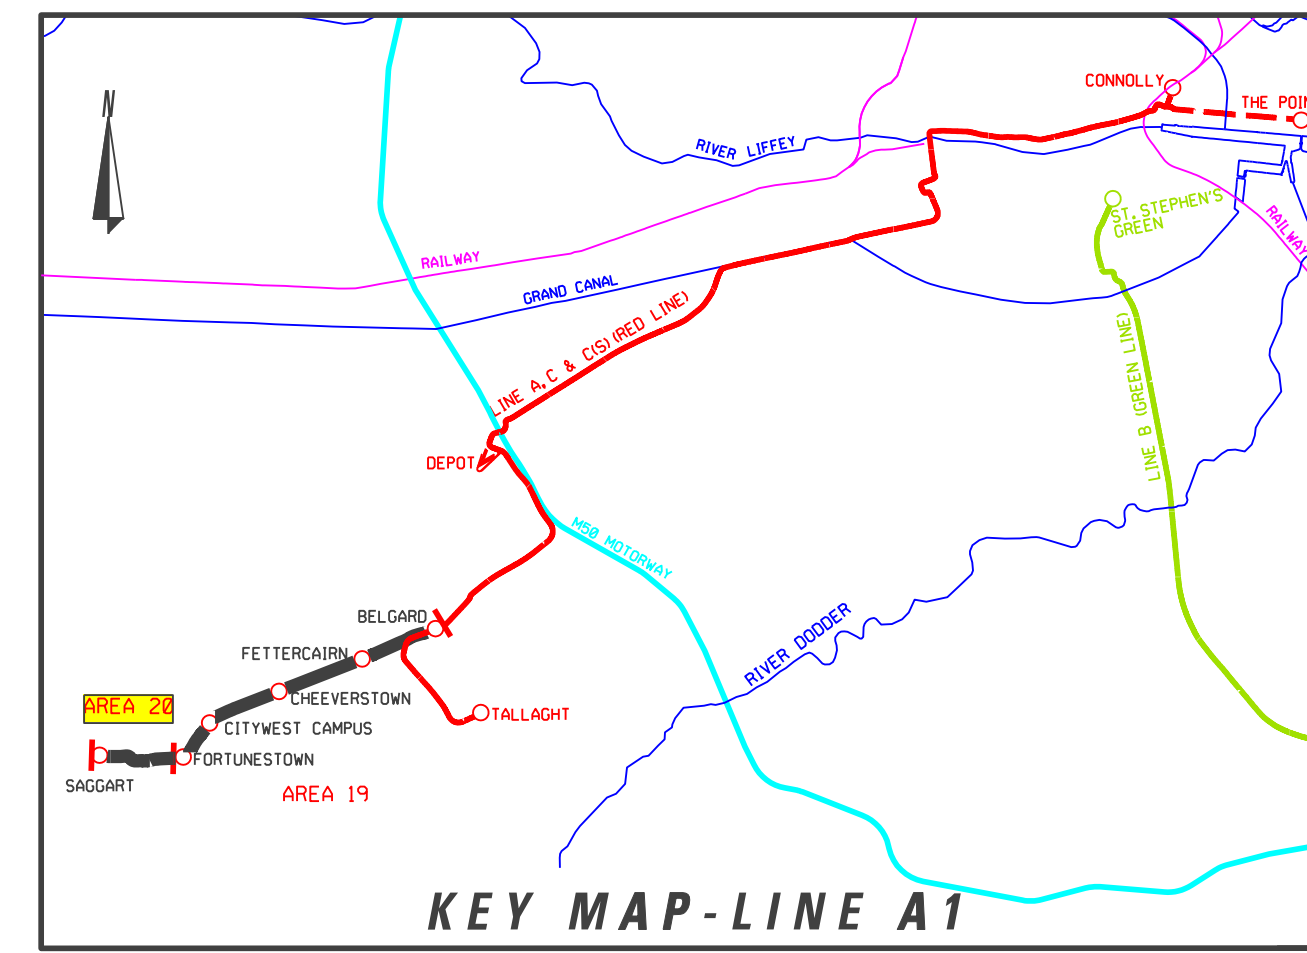 N
CONNOLLY
THE POIN
RIVER LIFFEY
ST. STEPHEN'S
GREEN
RAILWAY
RAILWAY
GRAND CANAL
LINE A,C & C(S) (RED LINE)
LINE B (GREEN LINE)
DEPOT
M50 MOTORWAY
BELGARD
RIVER DODDER
FETTERCAIRN
CHEEVERSTOWN
AREA 20
TALLAGHT
CITYWEST CAMPUS
FORTUNESTOWN
SAGGART
AREA 19
KEY MAP-LINE A1